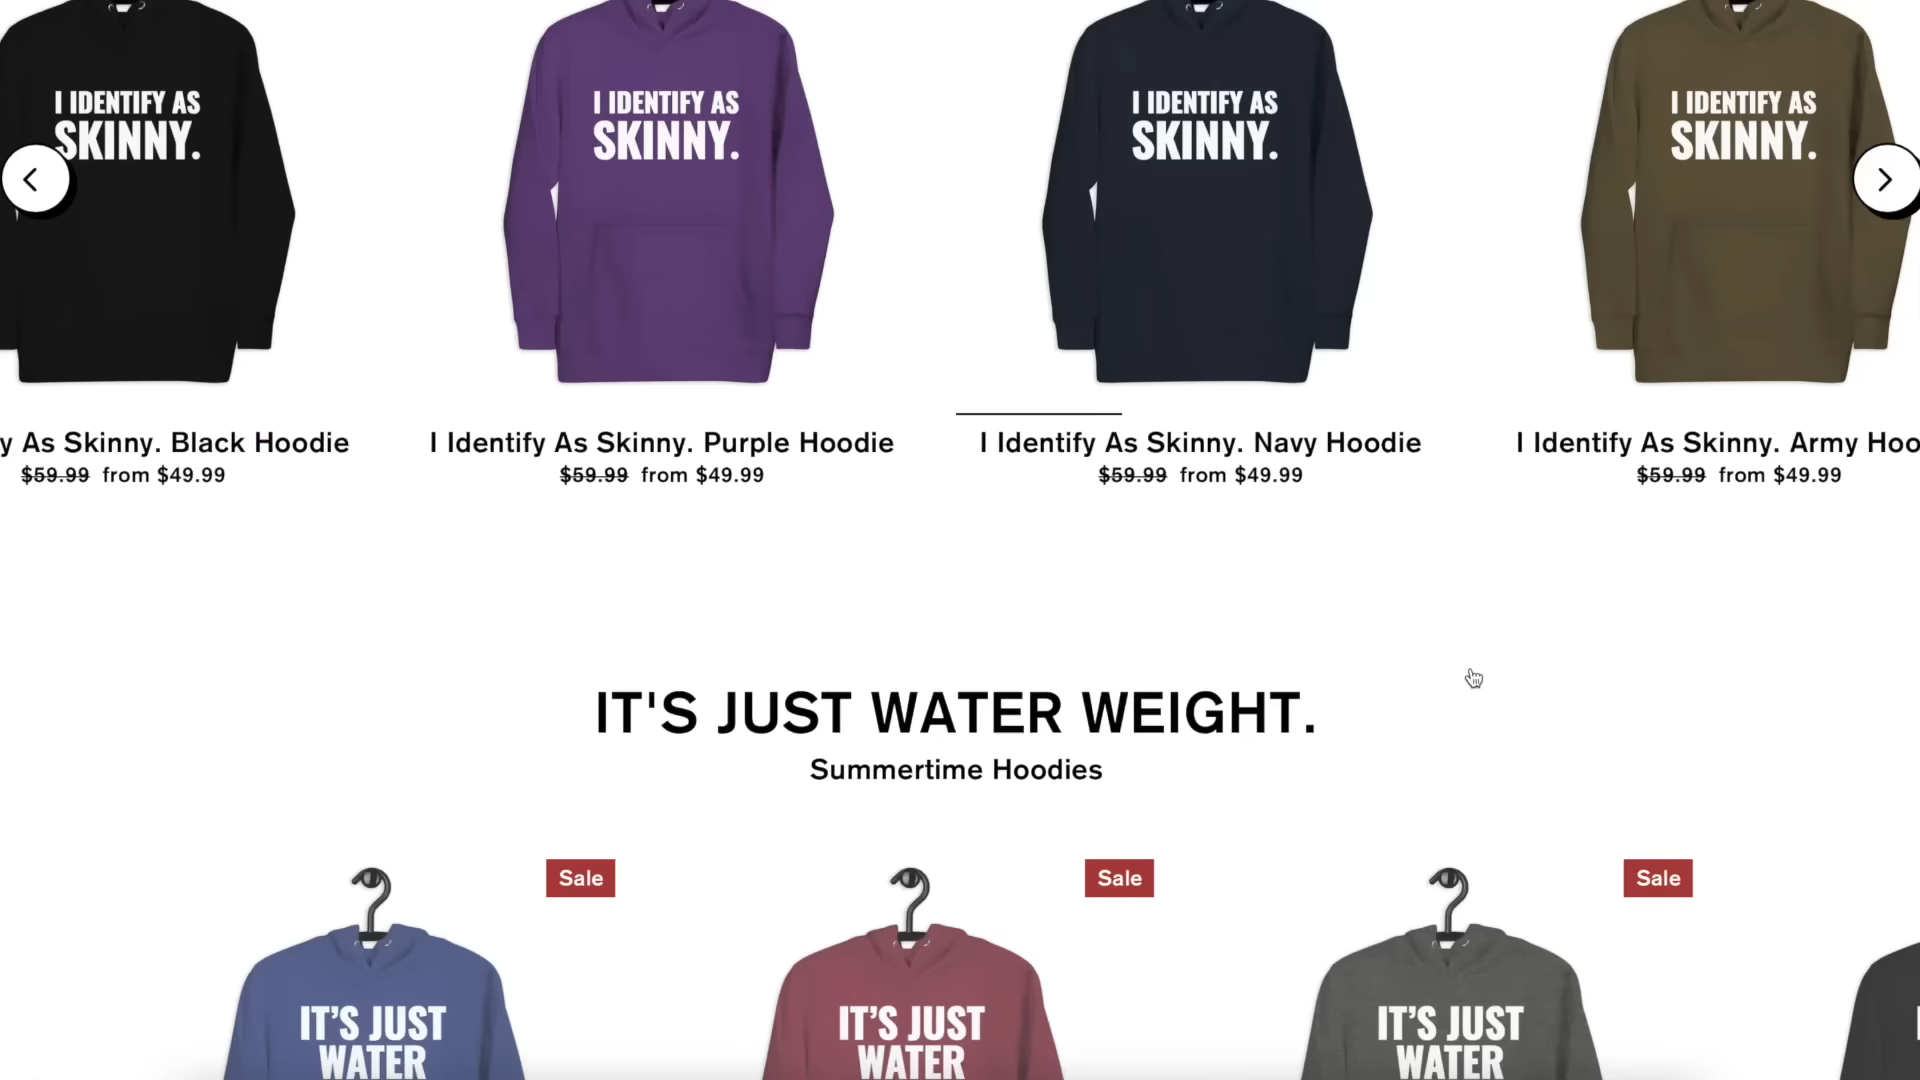 I IDENTIFY AS
SKINNY.
I IDENTIFY AS
SKINNY.
I IDENTIFY AS
SKINNY.
I IDENTIFY AS
SKINNY.
y As Skinny. Black Hoodie
$59.99 from $49.99
I Identify As Skinny. Purple Hoodie
$59.99 from $49.99
I Identify As Skinny. Navy Hoodie
$59.99 from $49.99
I Identify As Skinny. Army Hoo
$59.99 from $49.99
IT'S JUST WATER WEIGHT.
Summertime Hoodies
Sale
Sale
Sale
IT’S JUST
WATER
IT’S JUST
WATER
IT’S JUST
WATER